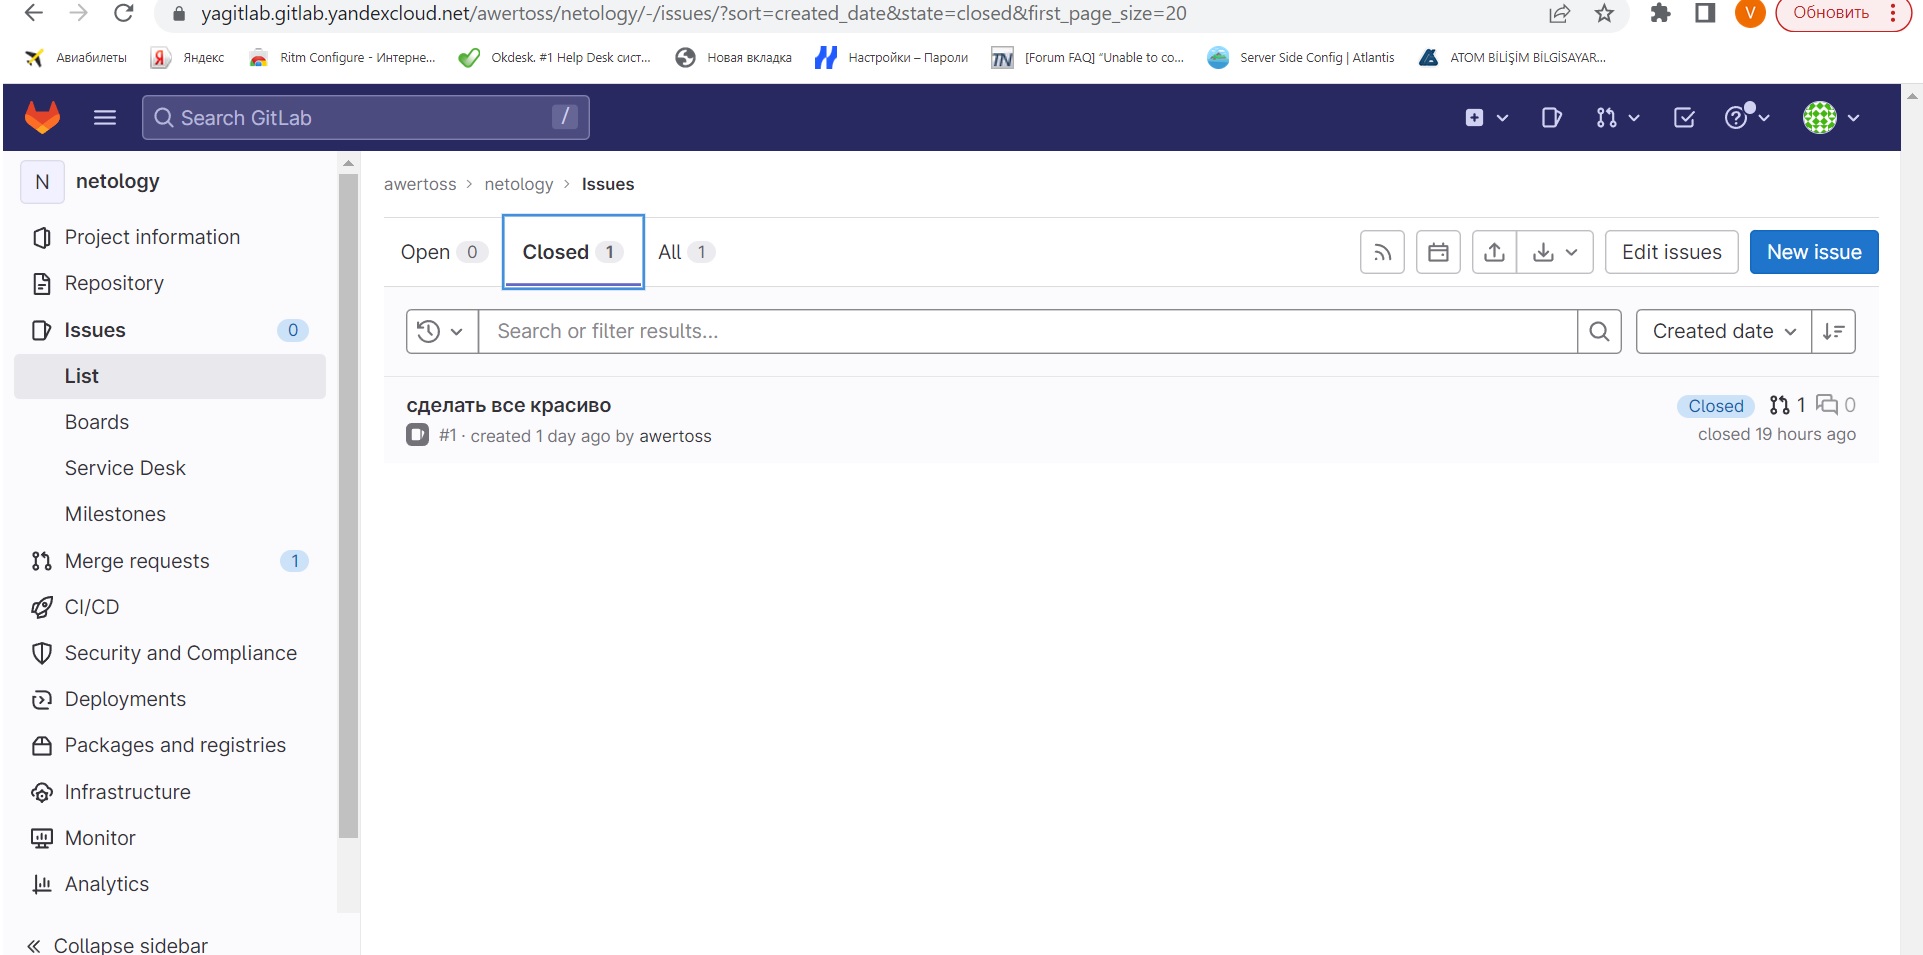 yagitlab.gitlab.yandexcloud.net/awertoss/netology/-/issues/?sort=created_date&state=closed&first_page_size=20
V
Обновить
Авиабилеты
Я
Яндекс
Ritm Configure - Интерне...
Okdesk. #1 Help Desk сист...
Новая вкладка
Настройки – Пароли
TN
[Forum FAQ] “Unable to co...
Server Side Config | Atlantis
ATOM BİLİŞİM BİLGİSAYAR...
Search GitLab
/
N
netology
Project information
Repository
Issues
0
List
Boards
Service Desk
Milestones
Merge requests
1
CI/CD
Security and Compliance
Deployments
Packages and registries
Infrastructure
Monitor
Analytics
« Collapse sidebar
awertoss > netology > Issues
Open 0
Closed 1
All 1
Edit issues
New issue
Search or filter results...
Created date
сделать все красиво
Closed
1
0
#1 · created 1 day ago by awertoss
closed 19 hours ago